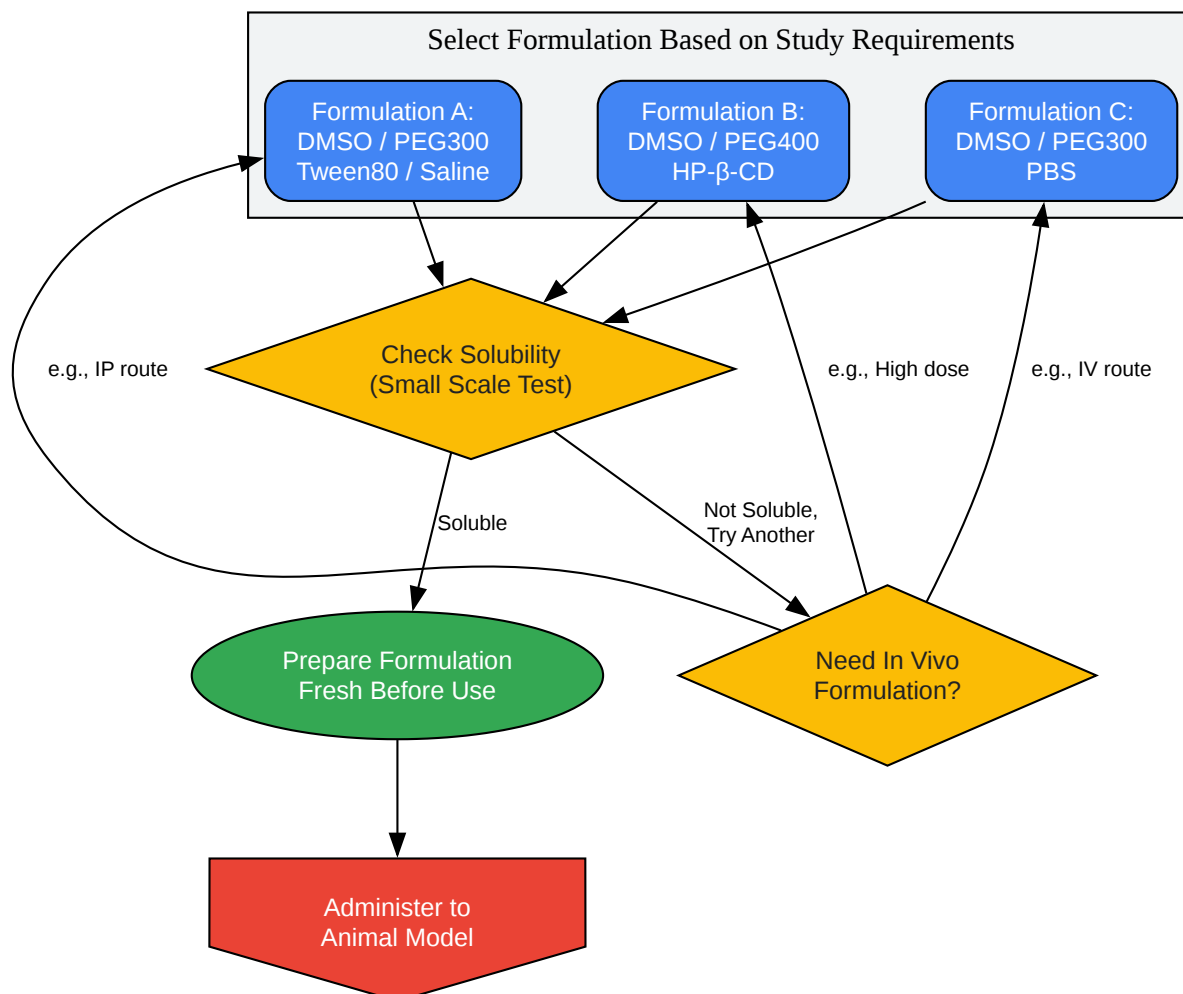 Select Formulation Based on Study Requirements
Formulation A:
DMSO / PEG300
Tween80 / Saline
Formulation B:
DMSO / PEG400
HP-β-CD
Formulation C:
DMSO / PEG300
PBS
e.g., IP route
Check Solubility
(Small Scale Test)
e.g., High dose
e.g., IV route
Soluble
Not Soluble,
Try Another
Prepare Formulation
Fresh Before Use
Need In Vivo
Formulation?
Administer to
Animal Model